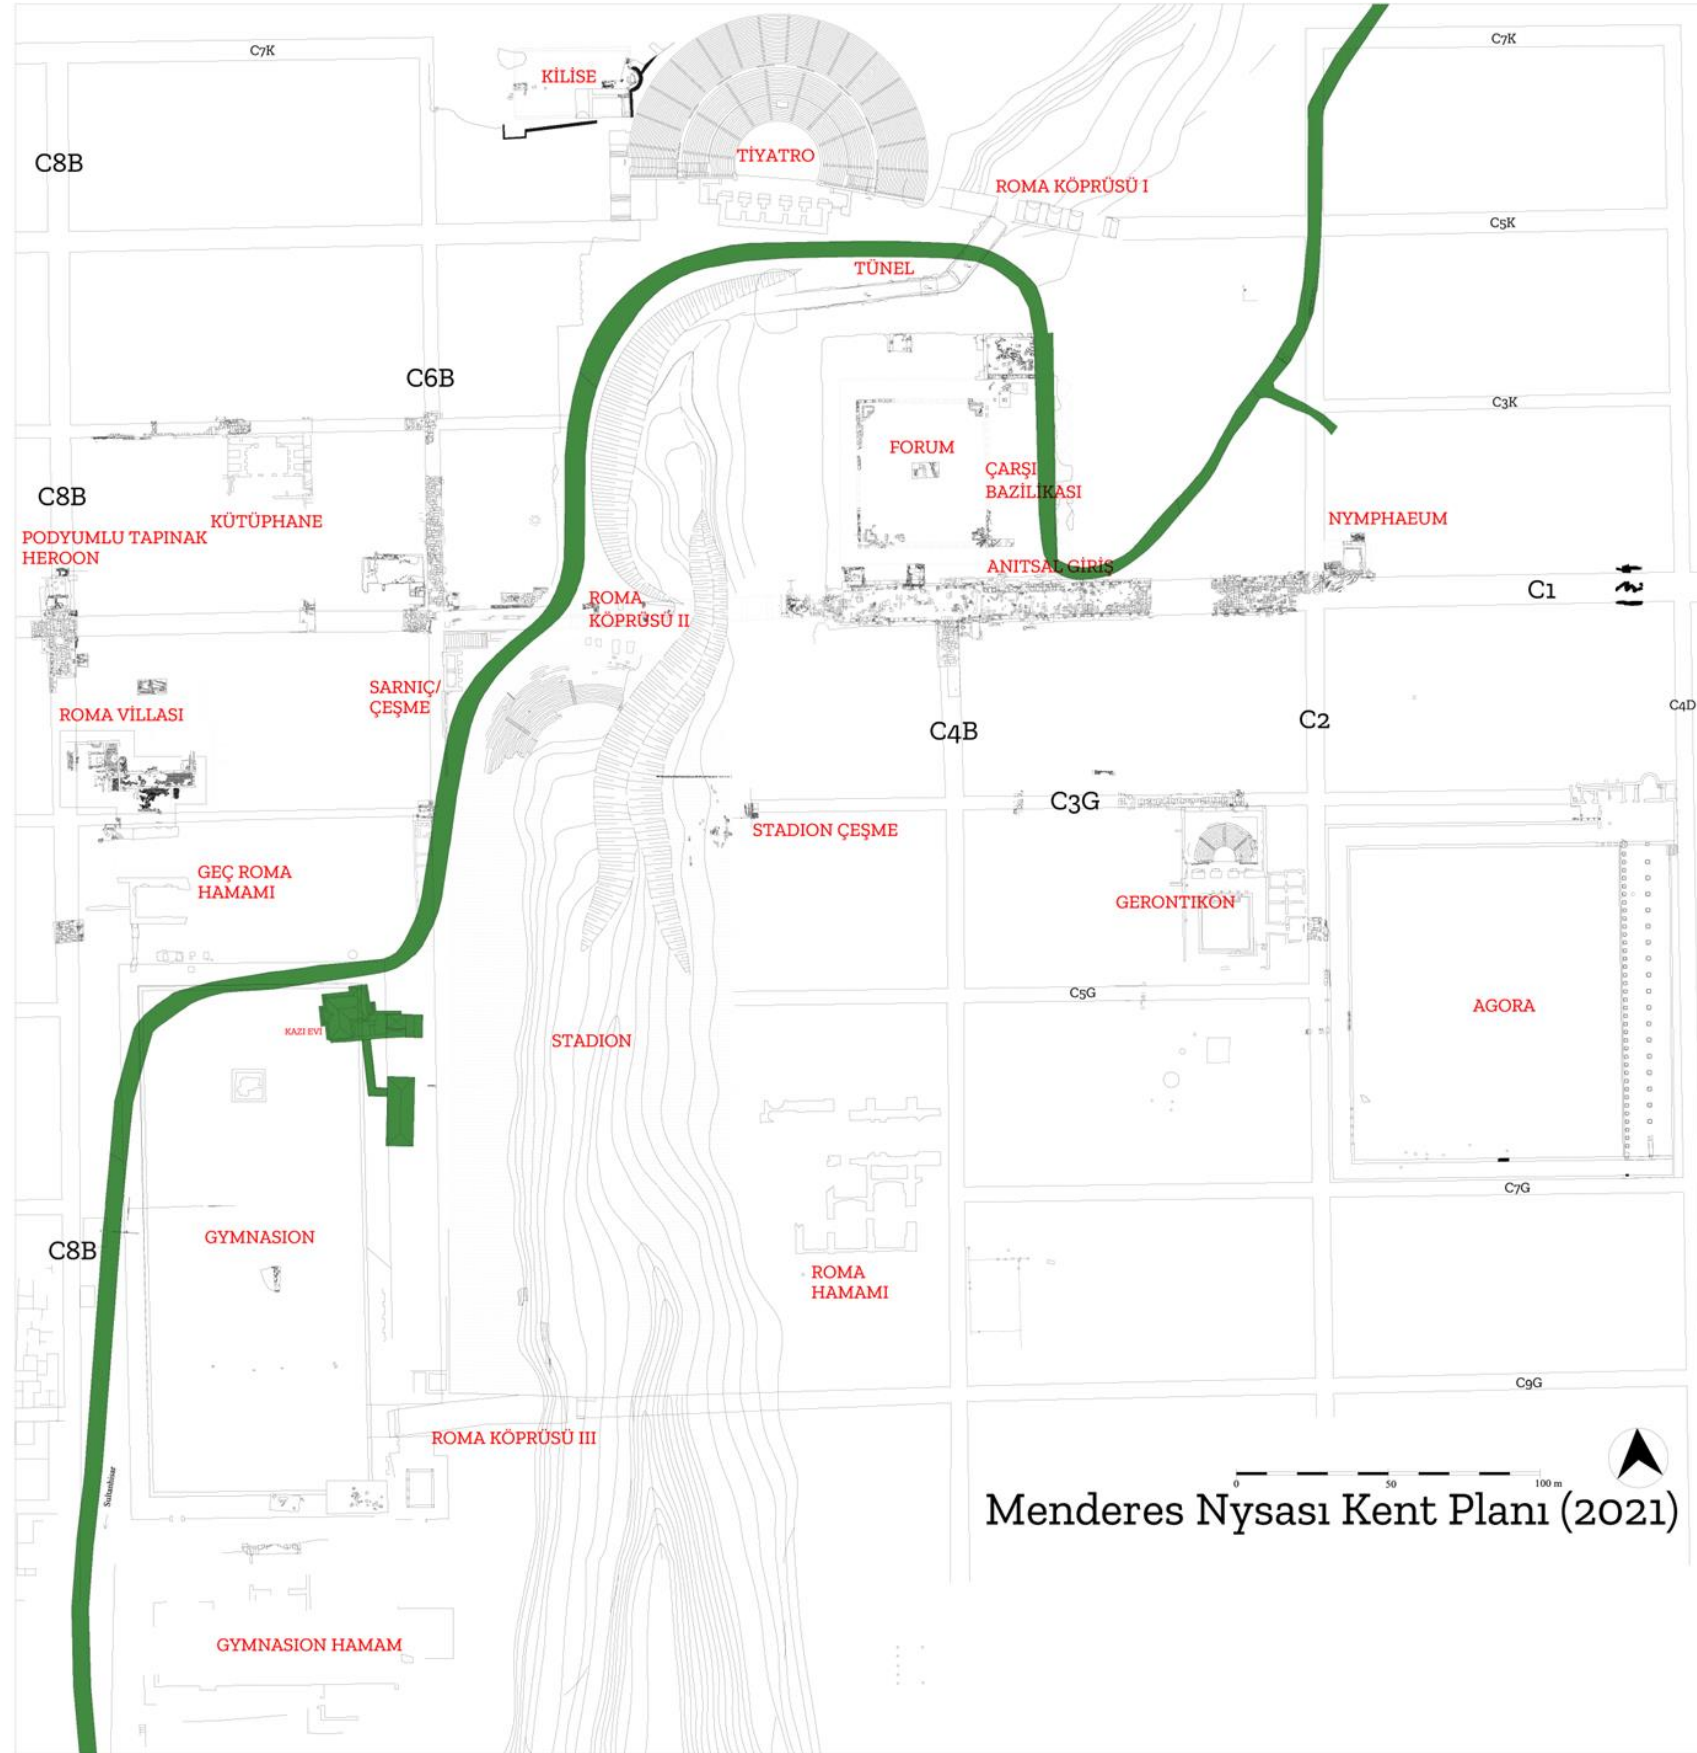 C7K
C7K
KİLİSE
TİYATRO
C8B
ROMA KÖPRÜSÜ I
C5K
TÜNEL
C6B
C3K
FORUM
ÇARŞI
BAZİLİKASI
C8B
KÜTÜPHANE
NYMPHAEUM
PODYUMLU TAPINAK
HEROON
ANITSAL GİRİŞ
C1
ROMA
KÖPRÜSÜ II
SARNIÇ/
ÇEŞME
ROMA VİLLASI
C4B
C2
C4D
C3G
STADION ÇEŞME
GEÇ ROMA
HAMAMI
GERONTIKON
C5G
AGORA
KAZI EVİ
STADION
C7G
GYMNASION
C8B
ROMA
HAMAMI
C9G
ROMA KÖPRÜSÜ III
Sultanhisar
0 50 100 m
Menderes Nysası Kent Planı (2021)
GYMNASION HAMAM